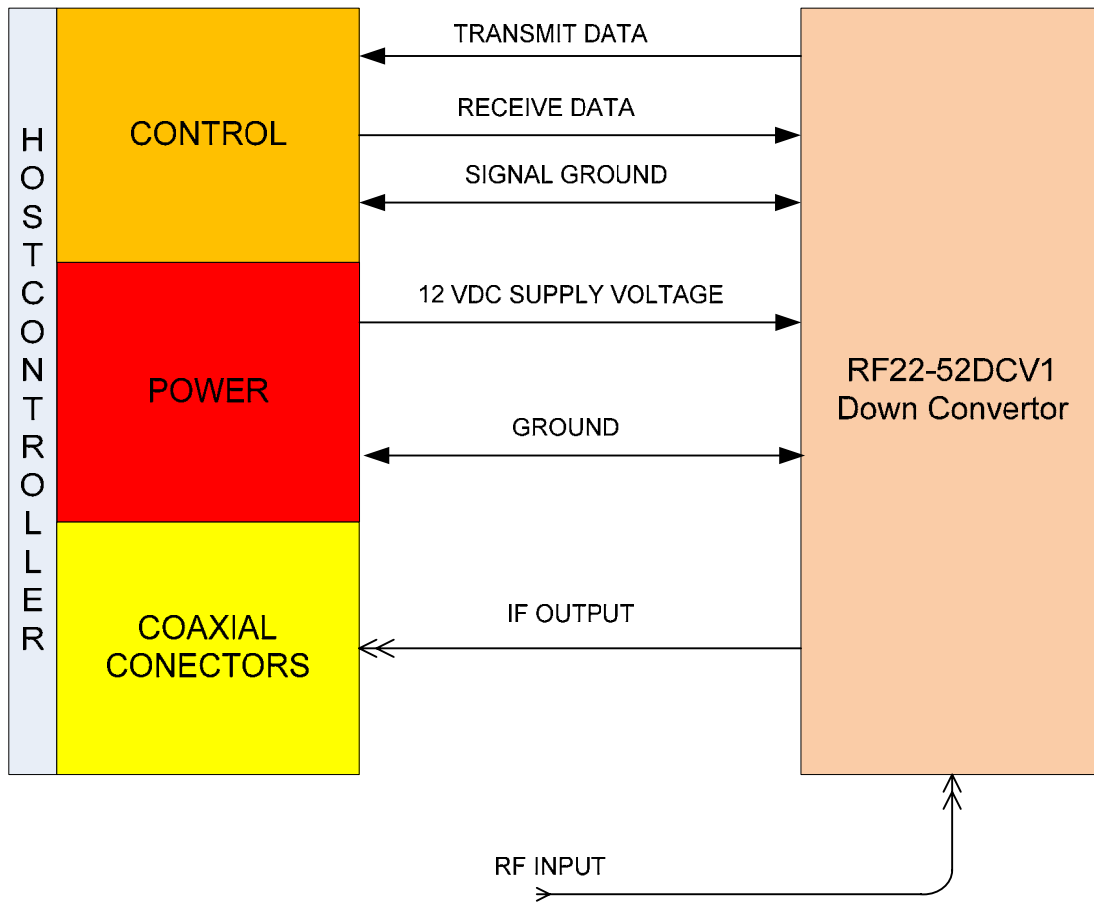 HOSTCONTROLLER
CONTROL
POWER
COAXIAL
CONECTORS
TRANSMIT DATA
RECEIVE DATA
SIGNAL GROUND
12 VDC SUPPLY VOLTAGE
GROUND
IF OUTPUT
RF22-52DCV1
Down Convertor
RF INPUT